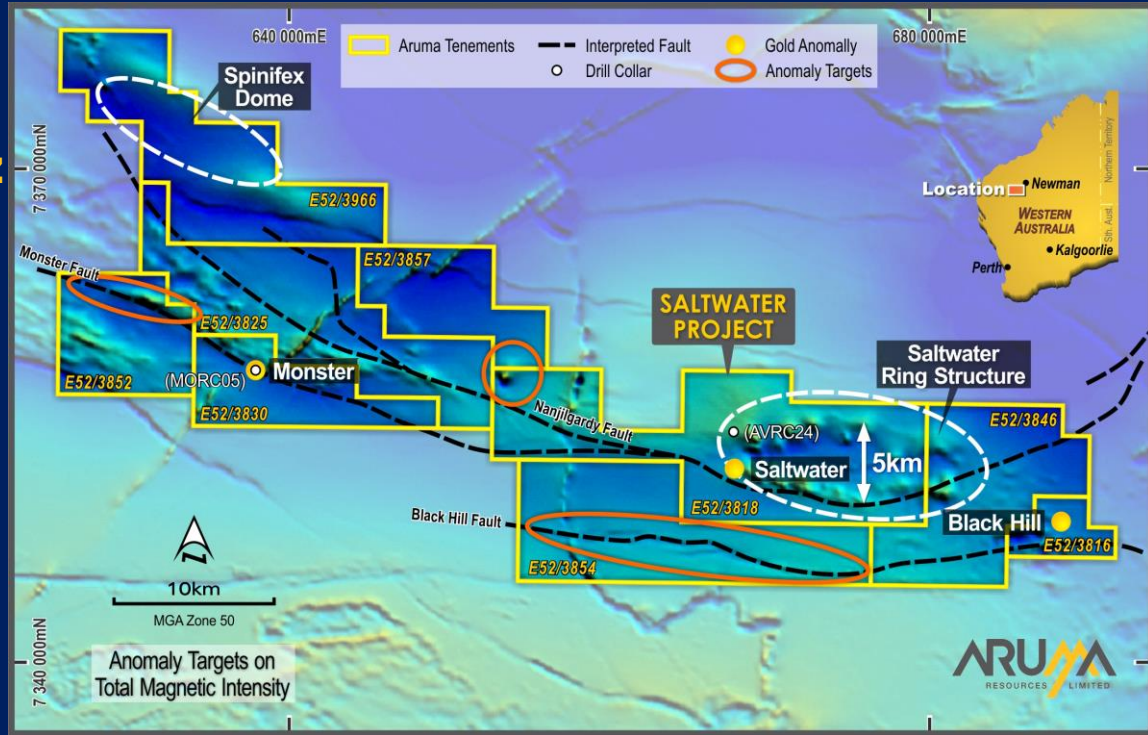 640 000mE
680 000mE
Aruma Tenements
Interpreted Fault
Gold Anomally
Drill Collar
Anomaly Targets
Spinifex
Dome
7 370 000mN
E52/3966
Location
Newman
WESTERN
AUSTRALIA
Kalgoorlie
Perth
Northern Territory
Sth. Aust.
Monster Fault
E52/3857
E52/3825
SALTWATER
PROJECT
Saltwater
Ring Structure
E52/3852
(MORC05)
Monster
E52/3830
Nanjilgardy Fault
E52/3846
(AVRC24)
5km
Saltwater
E52/3818
Black Hill Fault
Black Hill
E52/3816
E52/3854
N
10km
MGA Zone 50
7 340 000mN
Anomaly Targets on
Total Magnetic Intensity
ARUMA
RESOURCES LIMITED